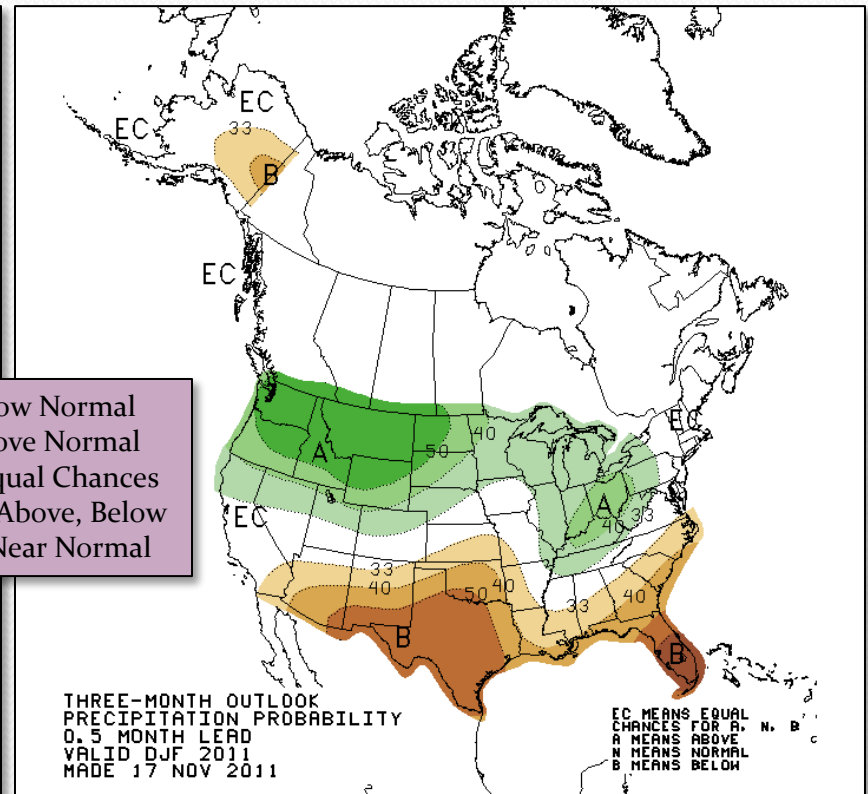 EC
EC
33
B
EC
ow Normal
ove Normal
qual Chances
Above, Below
Near Normal
A
50
40
EC
A
40
33
EC
33
40
50
40
33
40
B
B
THREE-MONTH OUTLOOK
PRECIPITATION PROBABILITY
0.5 MONTH LEAD
VALID DJF 2011
MADE 17 NOV 2011
EC MEANS EQUAL
CHANCES FOR A, N, B
A MEANS ABOVE
N MEANS NORMAL
B MEANS BELOW